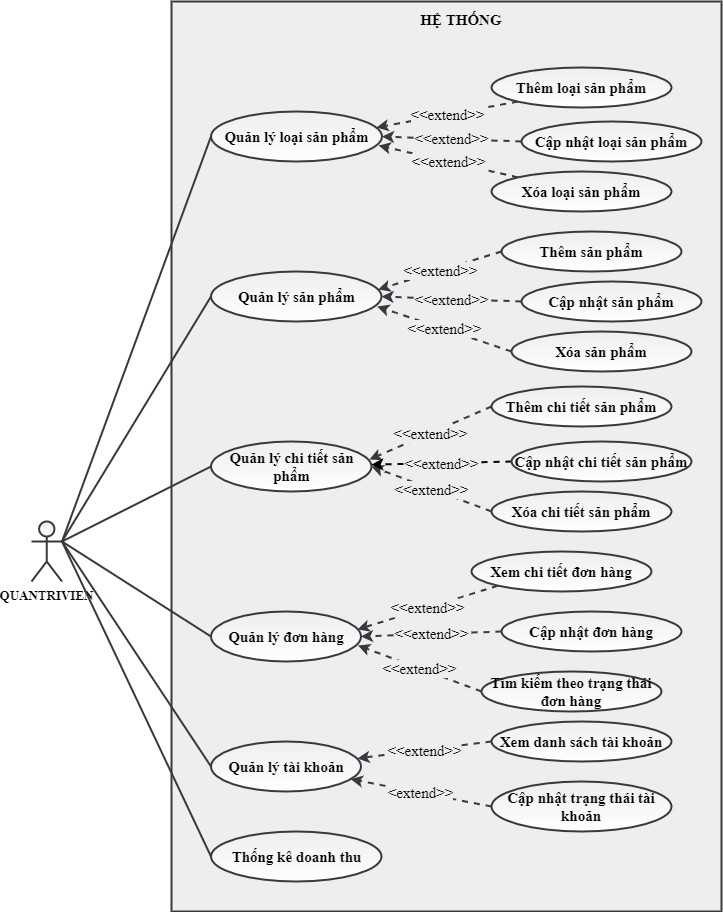 HỆ THỐNG
Thêm loại sản phẩm
<<extend>>
Quản lý loại sản phẩm
<<extend>>
Cập nhật loại sản phẩm
<<extend>>
Xóa loại sản phẩm
Thêm sản phẩm
<<extend>>
Quản lý sản phẩm
<<extend>>
Cập nhật sản phẩm
<<extend>>
Xóa sản phẩm
Thêm chi tiết sản phẩm
<<extend>>
Quản lý chi tiết sản
phẩm
<<extend>>
Cập nhật chi tiết sản phẩm
<<extend>>
Xóa chi tiết sản phẩm
QUANTRIVIEN
Xem chi tiết đơn hàng
<<extend>>
Quản lý đơn hàng
<<extend>>
Cập nhật đơn hàng
<<extend>>
Tìm kiếm theo trạng thái
đơn hàng
Xem danh sách tài khoản
<<extend>>
Quản lý tài khoản
<extend>>
Cập nhật trạng thái tài
khoản
Thống kê doanh thu